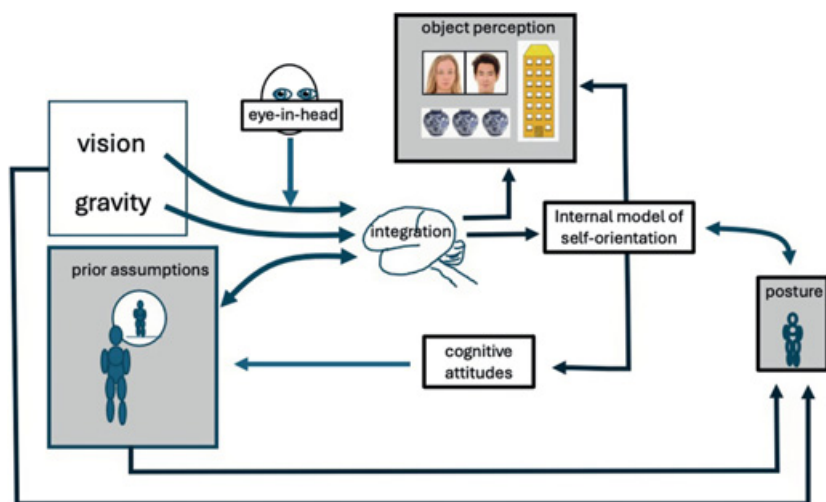 object perception
eye-in-head
vision
gravity
integration
Internal model of
self-orientation
prior assumptions
posture
cognitive
attitudes